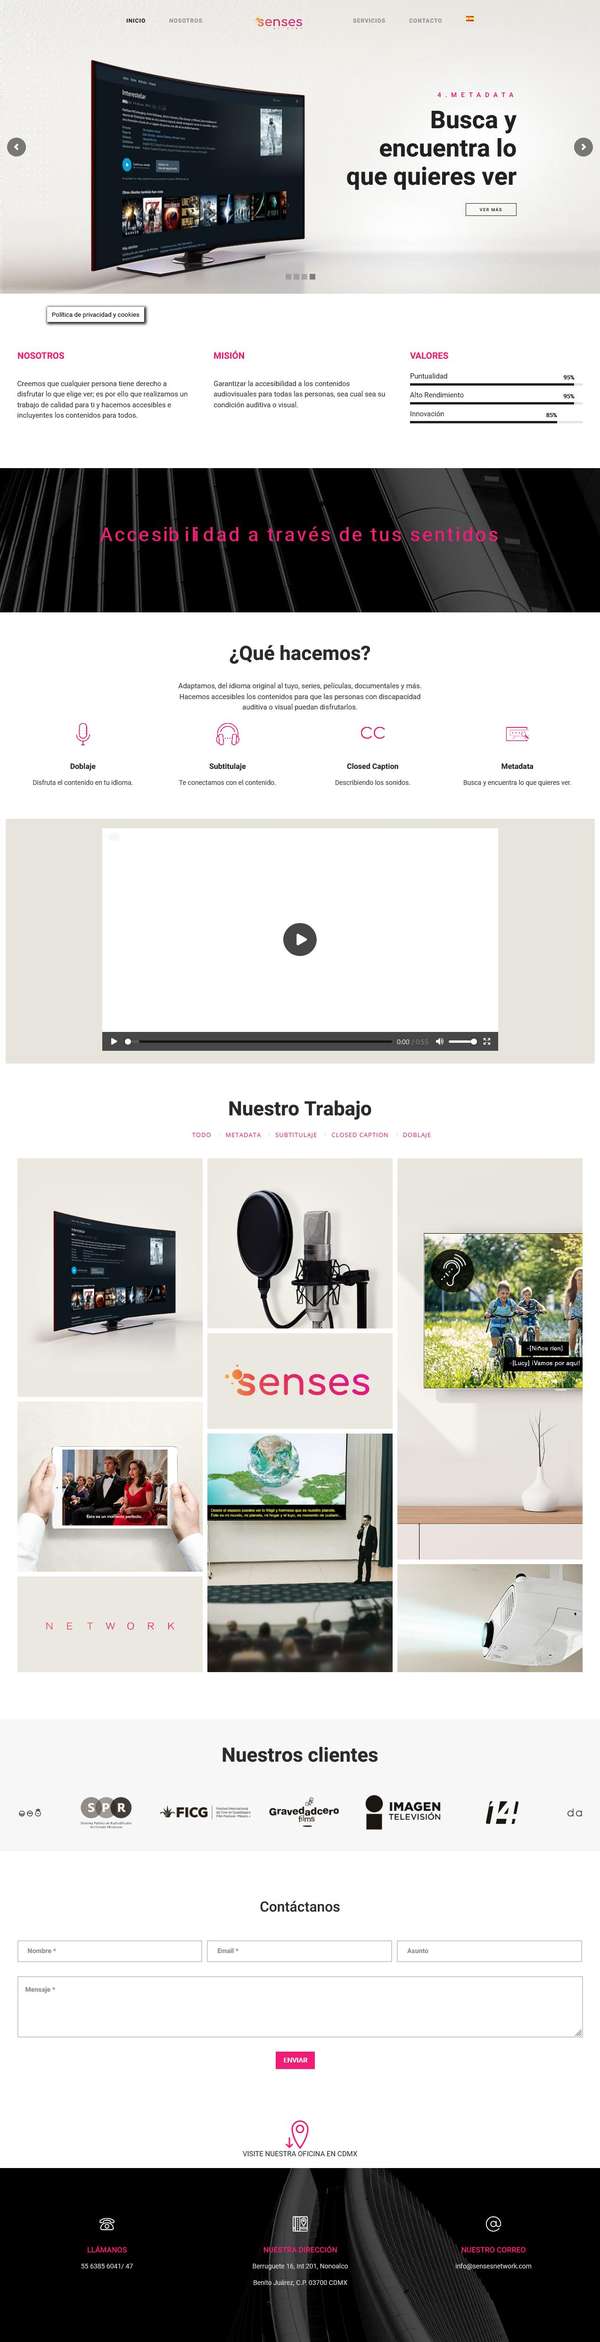 INICIO
NOSOTROS
senses
SERVICIOS
CONTACTO
Interestelar
4.METADATA
Busca y
encuentra lo
que quieres ver
VER MÁS
Política de privacidad y cookies
NOSOTROS
Creemos que cualquier persona tiene derecho a
disfrutar lo que elige ver; es por ello que realizamos un
trabajo de calidad para ti y hacemos accesibles e
incluyentes los contenidos para todos.
MISIÓN
Garantizar la accesibilidad a los contenidos
audiovisuales para todas las personas, sea cual sea su
condición auditiva o visual.
VALORES
Puntualidad 95%
Alto Rendimiento 95%
Innovación 85%
Accesibilidad a través de tus sentidos
¿Qué hacemos?
Adaptamos, del idioma original al tuyo, series, películas, documentales y más.
Hacemos accesibles los contenidos para que las personas con discapacidad
auditiva o visual puedan disfrutarlos.
CC
Doblaje
Disfruta el contenido en tu idioma.
Subtitulaje
Te conectamos con el contenido.
Closed Caption
Describiendo los sonidos.
Metadata
Busca y encuentra lo que quieres ver.
0:00 / 0:55
Nuestro Trabajo
TODO
METADATA
SUBTITULAJE
CLOSED CAPTION
DOBLAJE
-[Niños ríen]
-[Lucy] ¡Vamos por aquí!
senses
Éste es un momento perfecto.
NETWORK
Nuestros clientes
SPR
FICG
Gravedadcero
films
IMAGEN
TELEVISIÓN
14!
da
Contáctanos
Nombre *
Email *
Asunto
Mensaje *
ENVIAR
VISITE NUESTRA OFICINA EN CDMX
LLÁMANOS
55 6385 6041/ 47
NUESTRA DIRECCIÓN
Berruguete 16, Int 201, Nonoalco
Benito Juárez, C.P. 03700 CDMX
NUESTRO CORREO
info@sensesnetwork.com